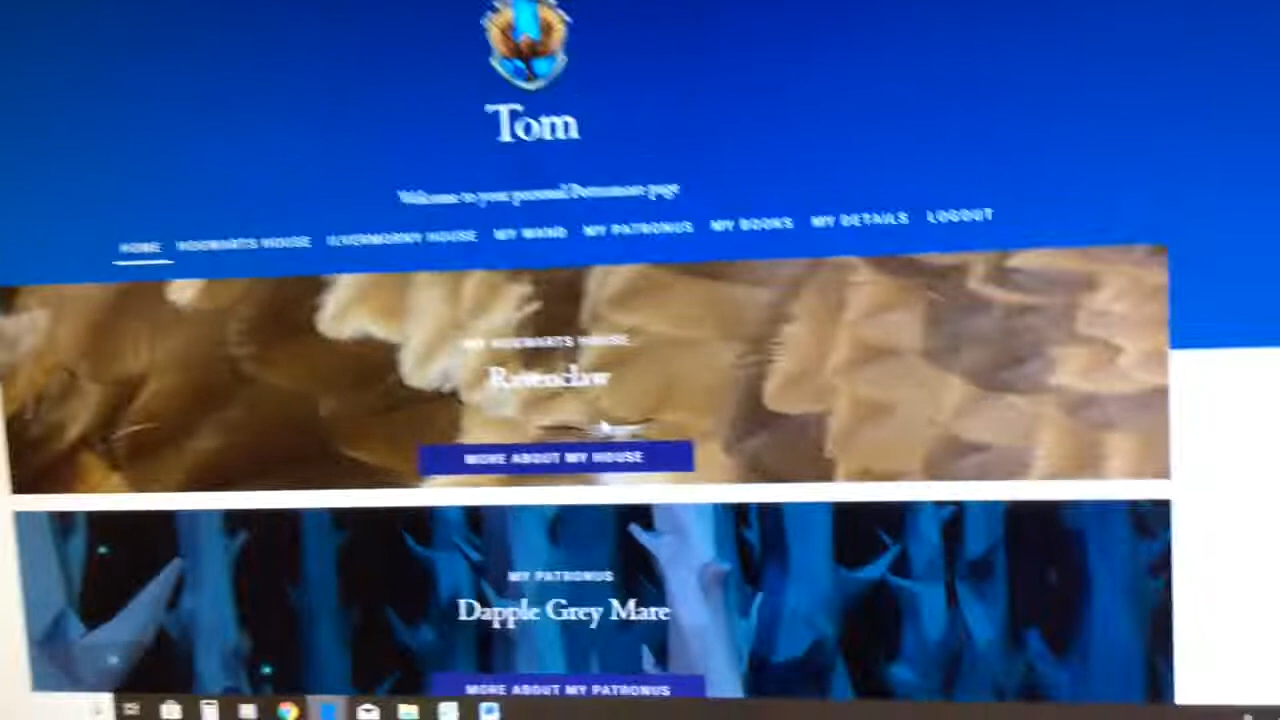 Tom
Welcome to your personal Pottermore page
HOME HOGWARTS HOUSE ILVERMORNY HOUSE MY WAND MY PATRONUS MY BOOKS MY DETAILS LOGOUT
MY HOGWARTS HOUSE
Ravenclaw
MORE ABOUT MY HOUSE
MY PATRONUS
Dapple Grey Mare
MORE ABOUT MY PATRONUS